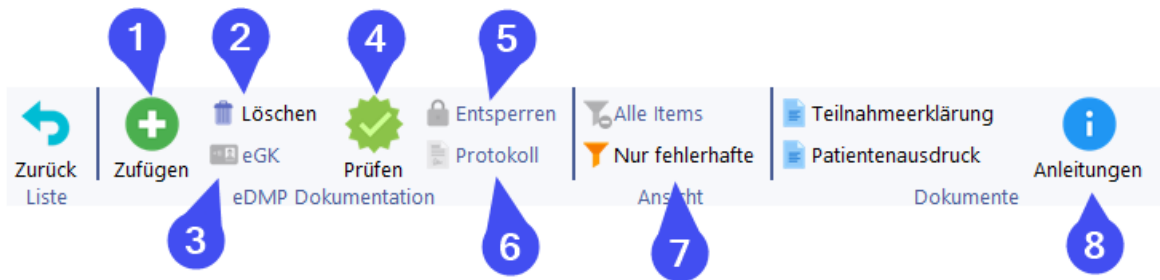 1 2 4 5
Löschen Entsperren Alle Items Teilnahmeerklärung
eGK Protokoll Nur fehlerhafte Patientenausdruck
Zurück Zufügen Prüfen Anleitungen
Liste eDMP Dokumentation Ansicht Dokumente
3 6 7 8